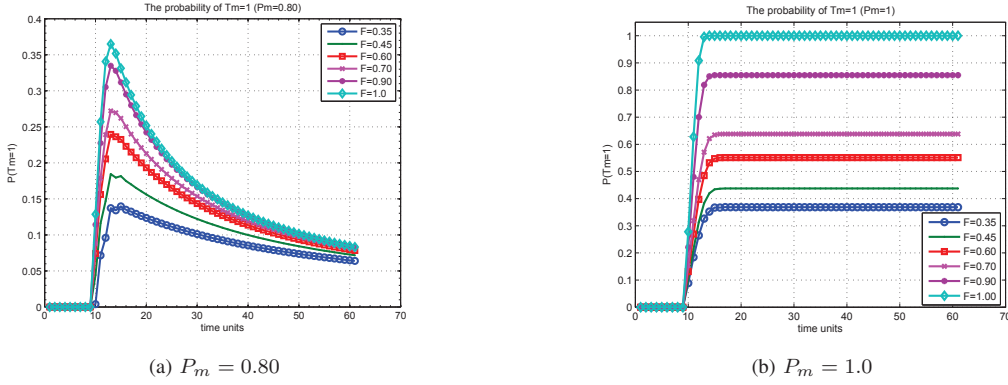 The probability of Tm=1 (Pm=0.80)
P(Tm=1)
0.4
0.35
0.3
0.25
0.2
0.15
0.1
0.05
0
F=0.35
F=0.45
F=0.60
F=0.70
F=0.90
F=1.0
0 10 20 30 40 50 60 70
time units
(a) P_m = 0.80
The probability of Tm=1 (Pm=1)
P(Tm=1)
1
0.9
0.8
0.7
0.6
0.5
0.4
0.3
0.2
0.1
0
F=0.35
F=0.45
F=0.60
F=0.70
F=0.90
F=1.00
0 10 20 30 40 50 60 70
time units
(b) P_m = 1.0